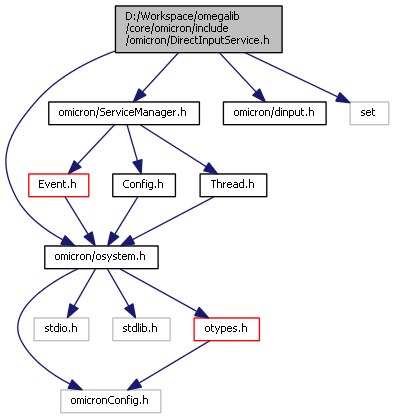 D:/Workspace/omegalib
/core/omicron/include
/omicron/DirectInputService.h
omicron/ServiceManager.h
omicron/dinput.h
set
Event.h
Config.h
Thread.h
omicron/osystem.h
stdio.h
stdlib.h
otypes.h
omicronConfig.h